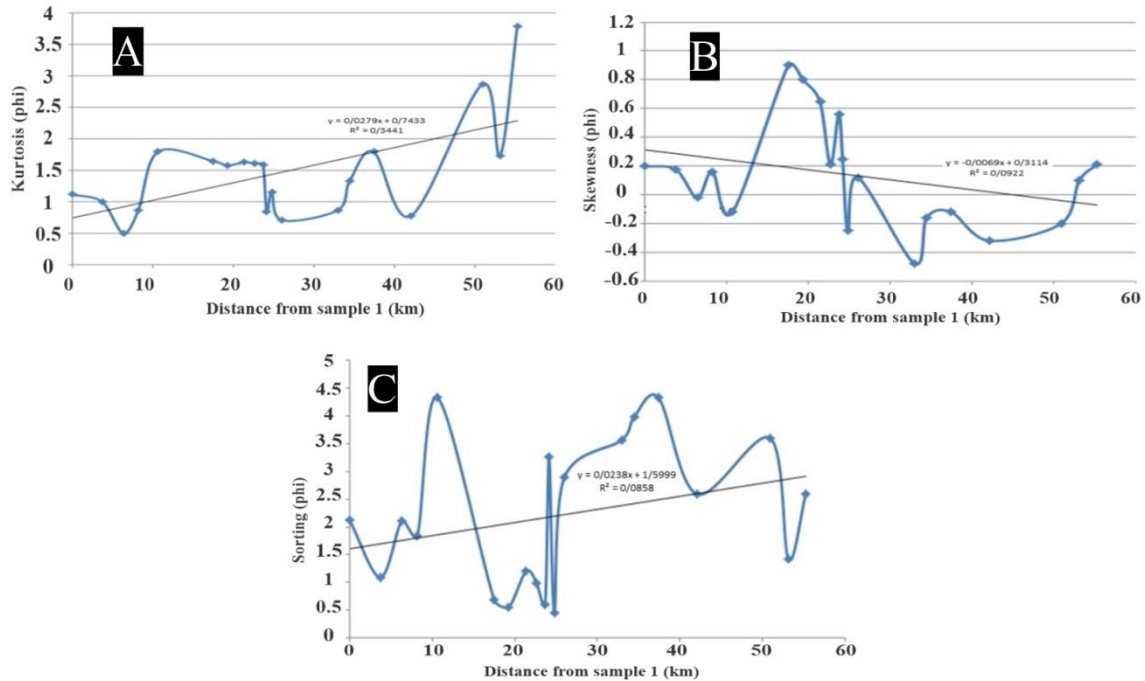 A
Kurtosis (phi)
4
3.5
3
2.5
2
1.5
1
0.5
0
y = 0/0279x + 0/7433
R² = 0/3441
0 10 20 30 40 50 60
Distance from sample 1 (km)
B
Skewness (phi)
1.2
1
0.8
0.6
0.4
0.2
0
-0.2
-0.4
-0.6
y = -0/0069x + 0/3114
R² = 0/0922
0 10 20 30 40 50 60
Distance from sample 1 (km)
C
Sorting (phi)
5
4.5
4
3.5
3
2.5
2
1.5
1
0.5
0
y = 0/0238x + 1/5999
R² = 0/0858
0 10 20 30 40 50 60
Distance from sample 1 (km)